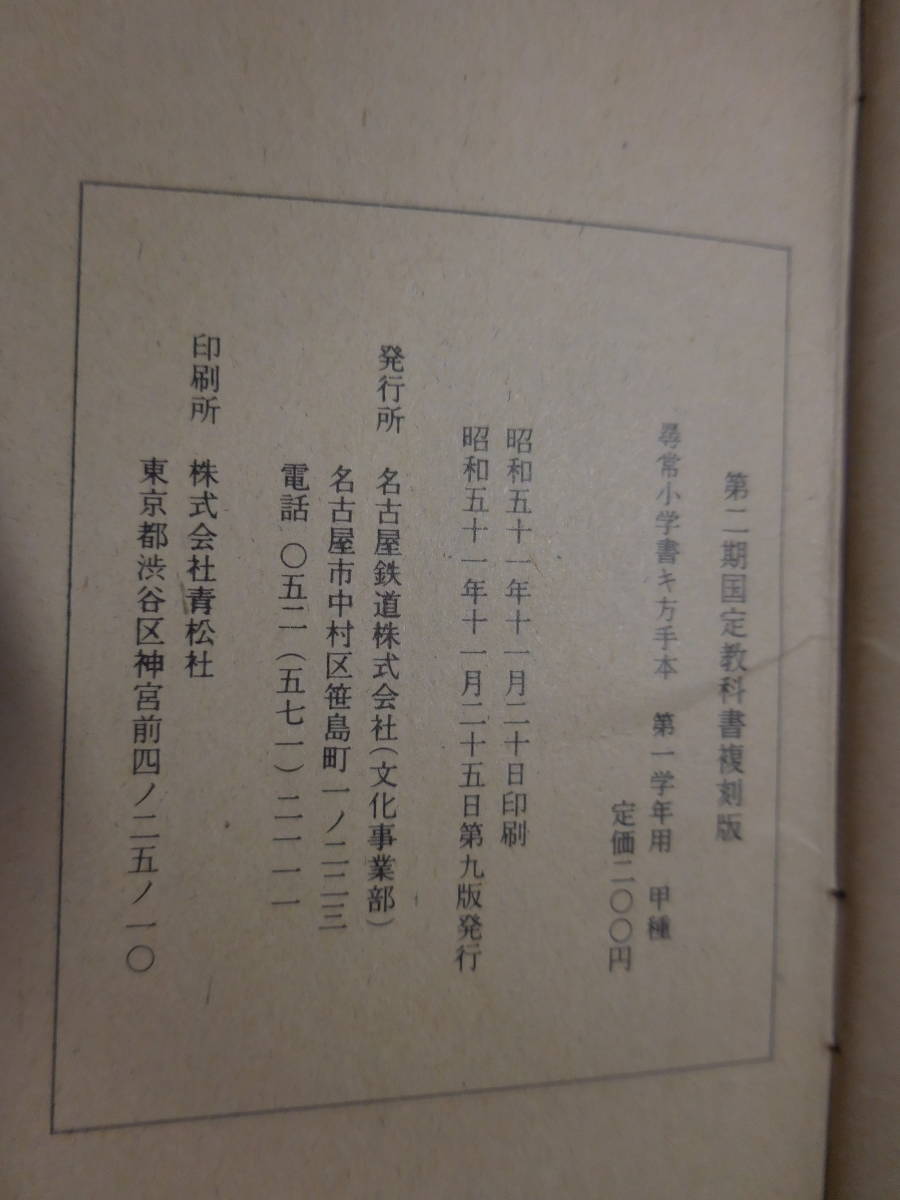 第二期国定教科書複刻版
尋常小学書キ方手本 第一学年用 甲種
定価二〇〇円
昭和五十一年十一月二十日印刷
昭和五十一年十一月二十五日第九版発行
発行所 名古屋鉄道株式会社(文化事業部)
名古屋市中村区笹島町一ノ二二三
電話 〇五二(五七一)二一一一
印刷所 株式会社青松社
東京都渋谷区神宮前四ノ二五ノ一〇